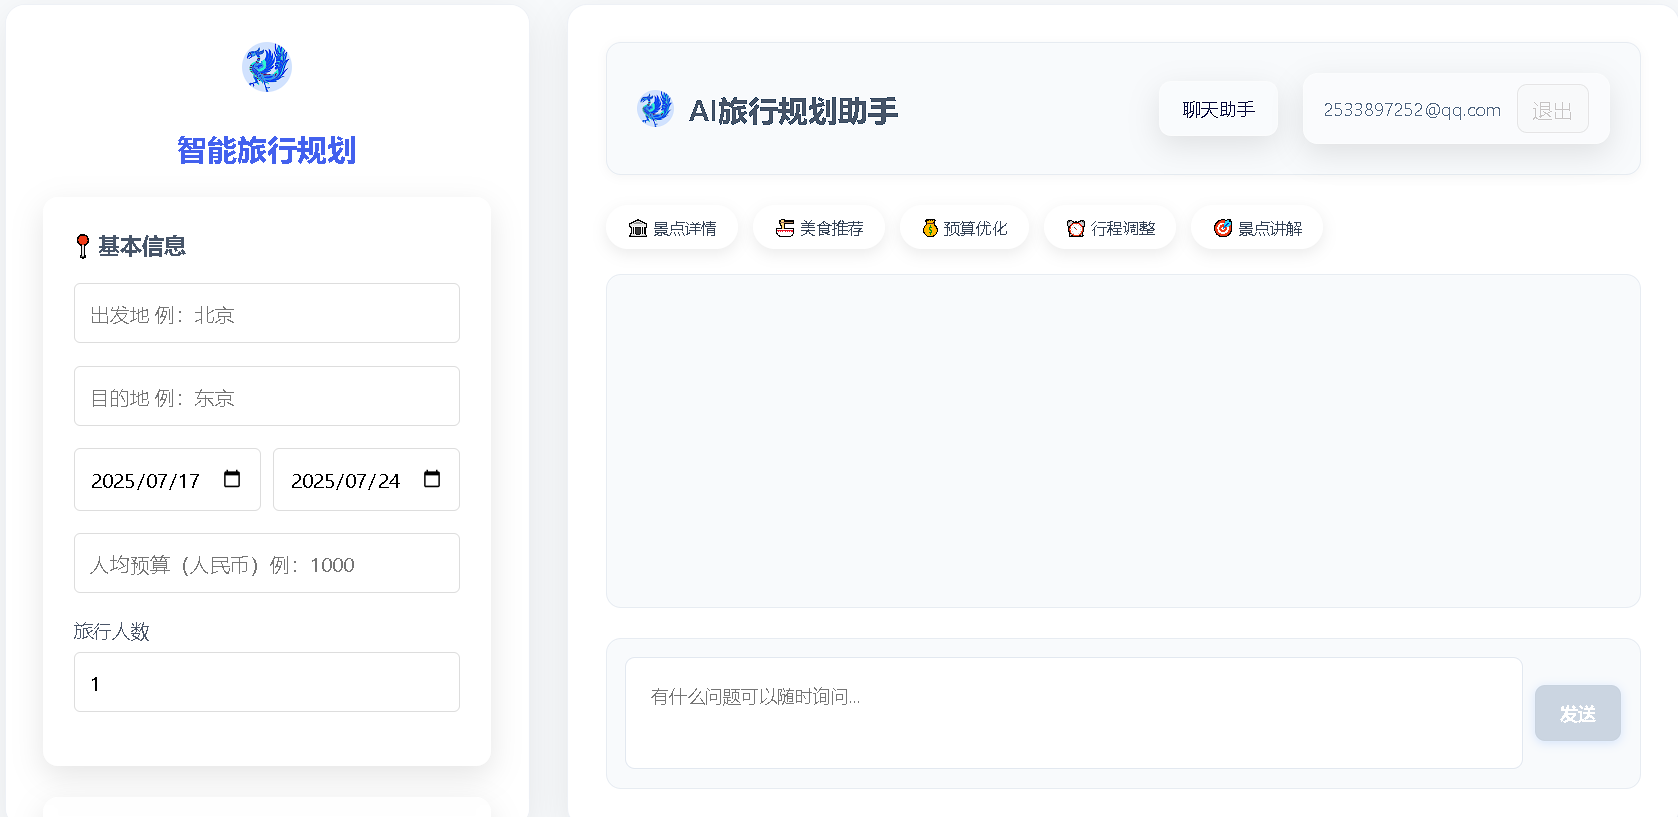 智能旅行规划
基本信息
出发地 例：北京
目的地 例：东京
2025/07/17 2025/07/24
人均预算（人民币）例：1000
旅行人数
1
AI旅行规划助手 聊天助手 2533897252@qq.com 退出
景点详情 美食推荐 预算优化 行程调整 景点讲解
有什么问题可以随时询问...
发送